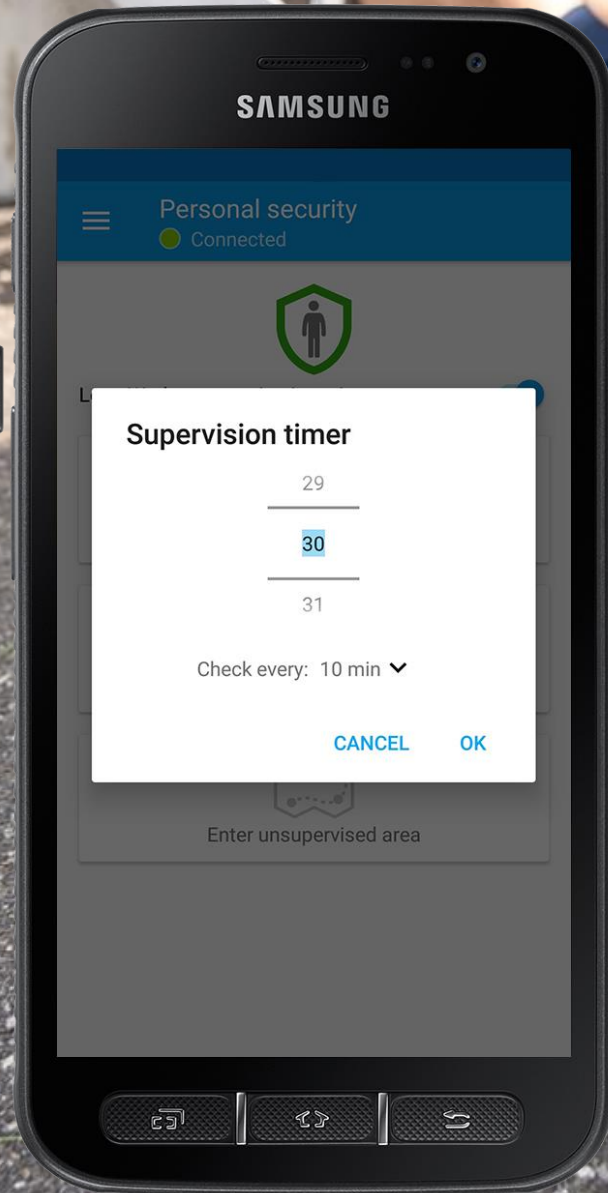 SAMSUNG
Personal security
Connected
Supervision timer
29
30
31
Check every: 10 min
CANCEL OK
Enter unsupervised area